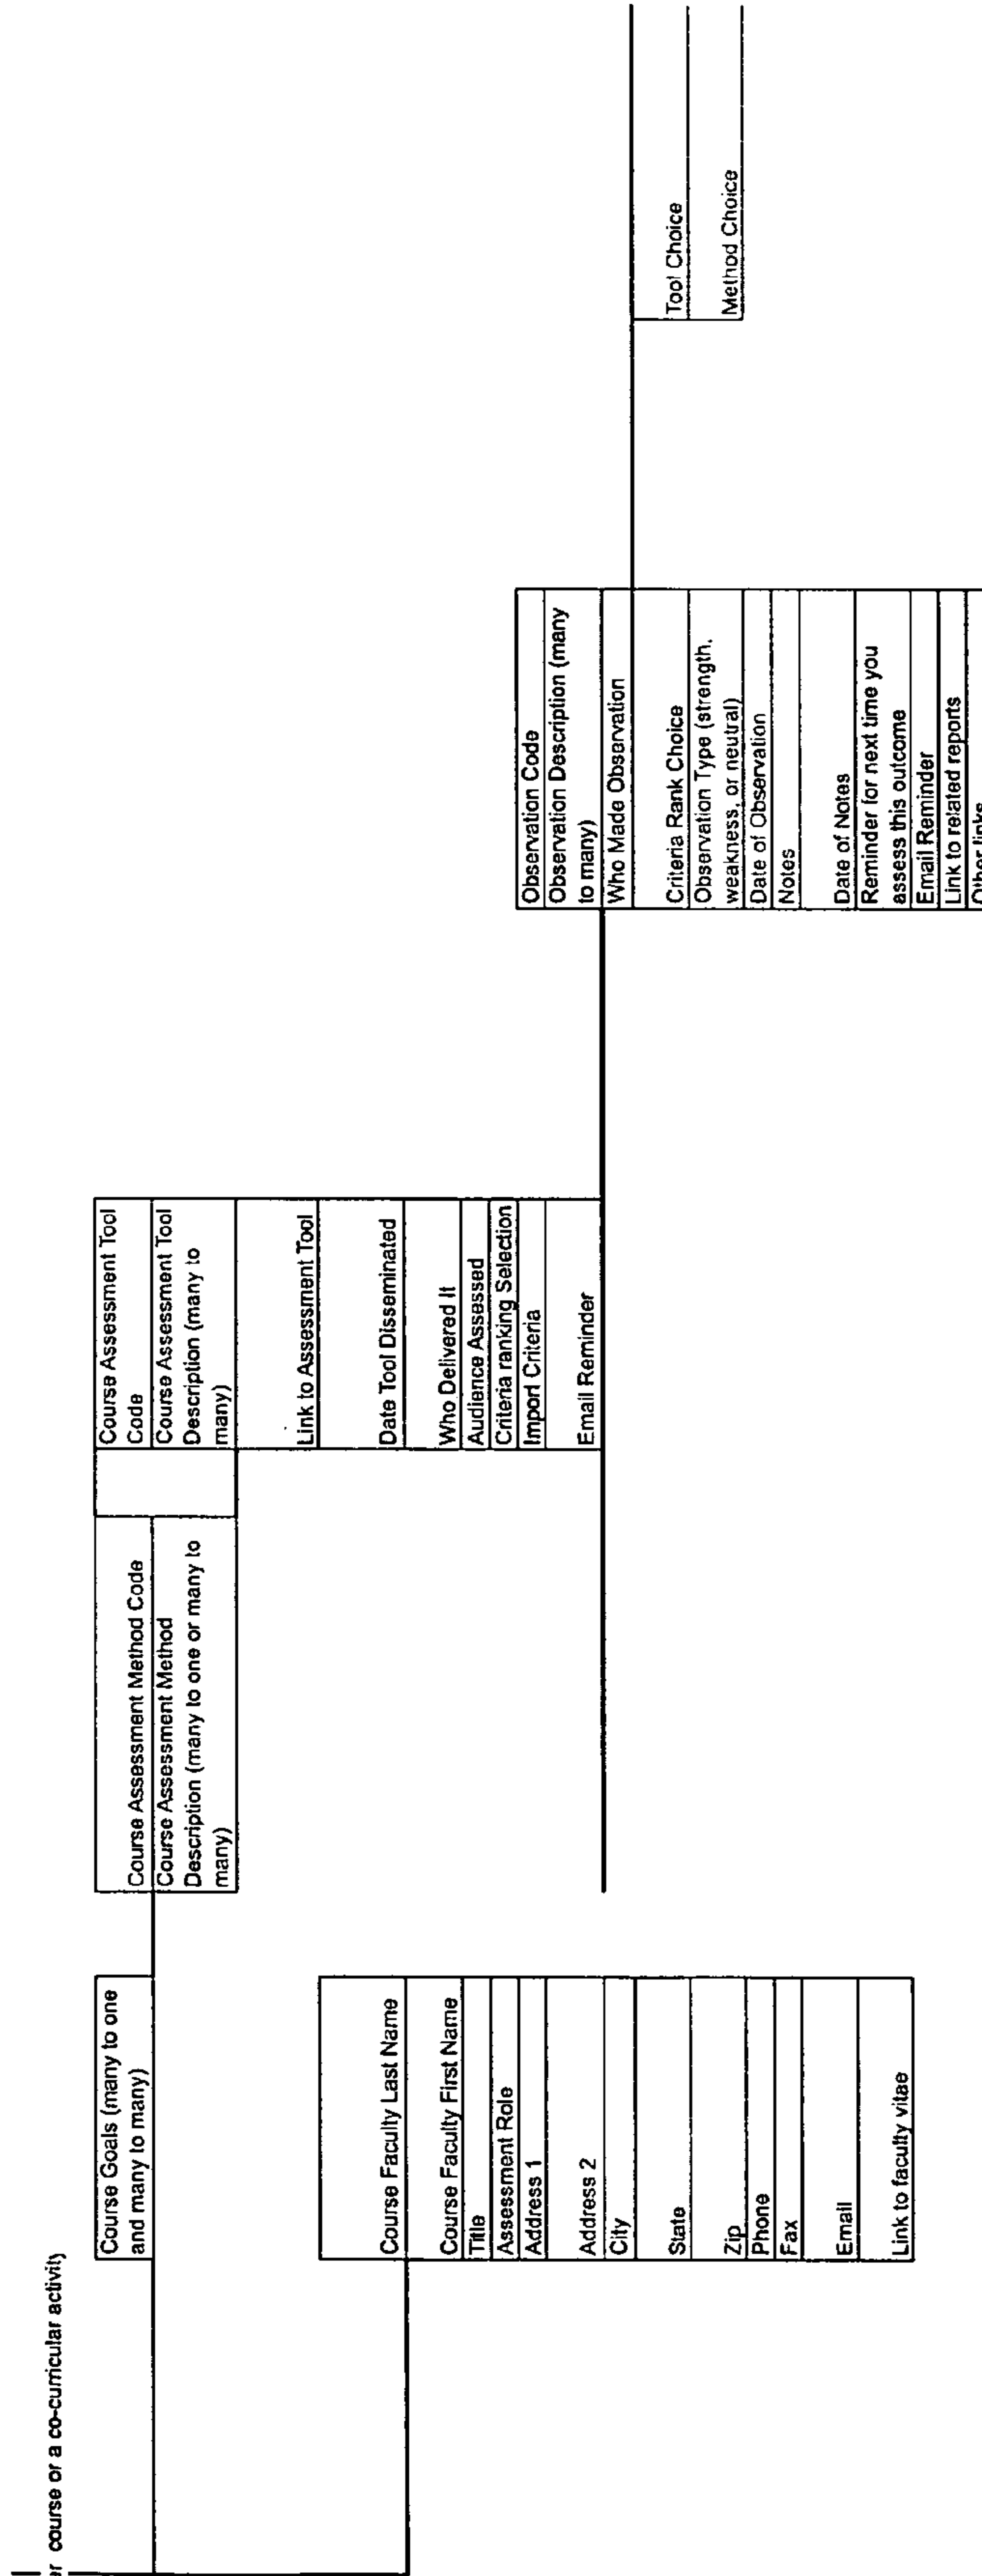 er course or a co-curricular activity
Course Goals (many to one
and many to many)
Course Faculty Last Name
Course Faculty First Name
Title
Assessment Role
Address 1
Address 2
City
State
Zip
Phone
Fax
Email
Link to faculty vitae
Course Assessment Method Code
Course Assessment Method
Description (many to one or many to
many)
Course Assessment Tool
Code
Course Assessment Tool
Description (many to
many)
Link to Assessment Tool
Date Tool Disseminated
Who Delivered It
Audience Assessed
Criteria ranking Selection
Import Criteria
Email Reminder
Observation Code
Observation Description (many
to many)
Who Made Observation
Criteria Rank Choice
Observation Type (strength,
weakness, or neutral)
Date of Observation
Notes
Date of Notes
Reminder for next time you
assess this outcome
Email Reminder
Link to related reports
Other links
Tool Choice
Method Choice